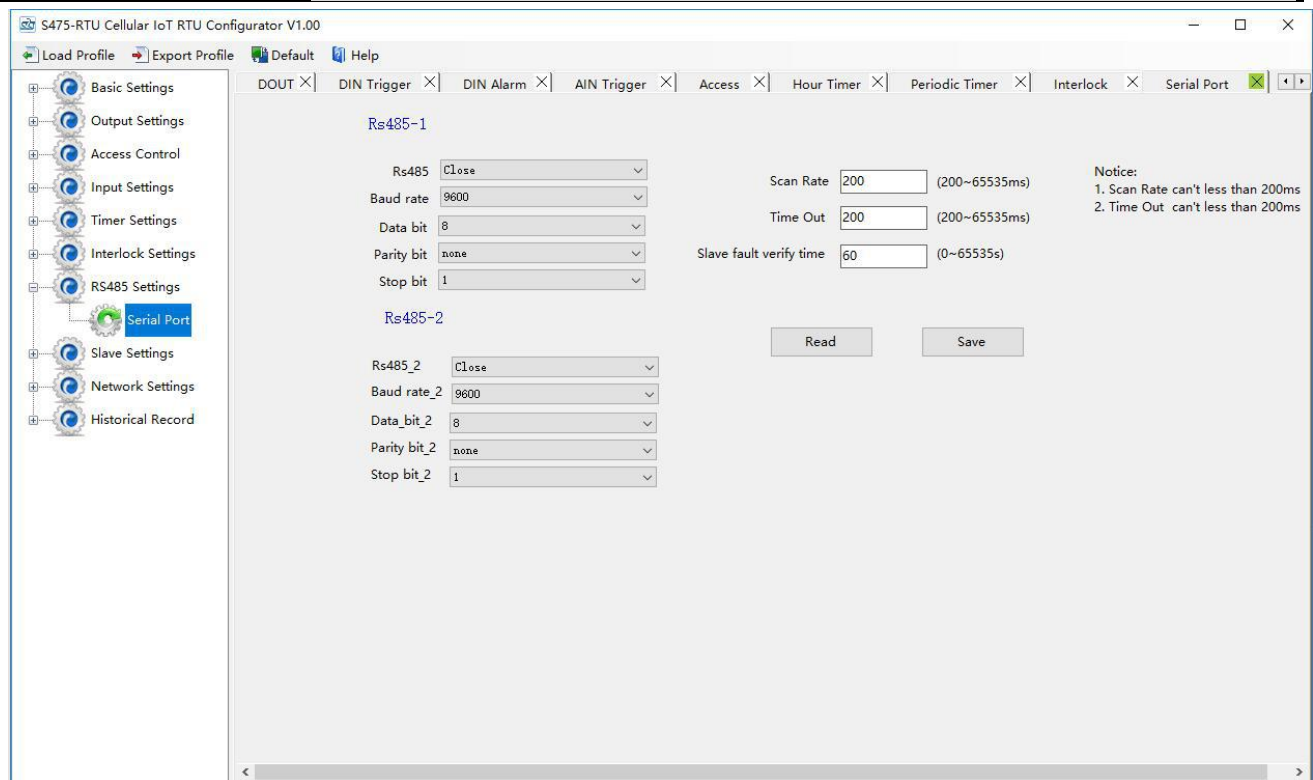 S475-RTU Cellular IoT RTU Configurator V1.00
Load Profile Export Profile Default Help
Basic Settings
Output Settings
Access Control
Input Settings
Timer Settings
Interlock Settings
RS485 Settings
Serial Port
Slave Settings
Network Settings
Historical Record
DOUT DIN Trigger DIN Alarm AIN Trigger Access Hour Timer Periodic Timer Interlock Serial Port
Rs485-1
Rs485 Close
Baud rate 9600
Data bit 8
Parity bit none
Stop bit 1
Rs485-2
Rs485_2 Close
Baud rate_2 9600
Data_bit_2 8
Parity bit_2 none
Stop bit_2 1
Scan Rate 200 (200~65535ms)
Time Out 200 (200~65535ms)
Slave fault verify time 60 (0~65535s)
Read Save
Notice:
1. Scan Rate can't less than 200ms
2. Time Out can't less than 200ms